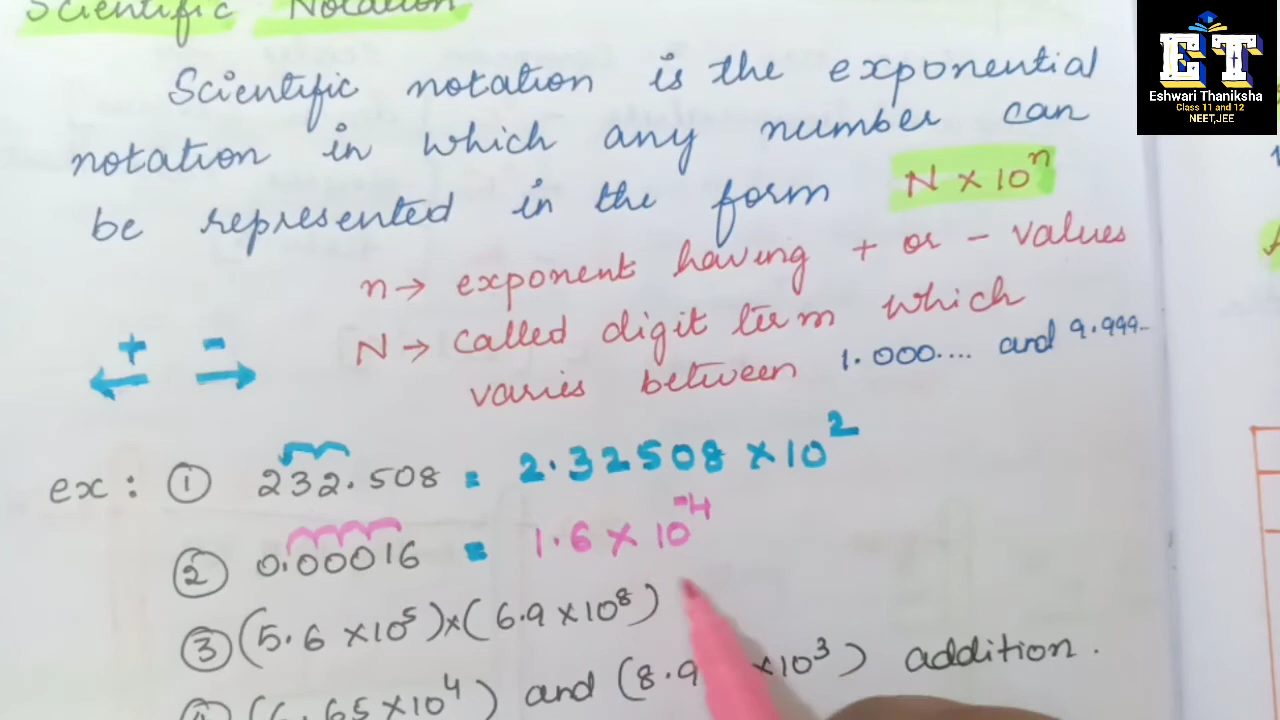 Scientific Notation
ET
Eshwari Thaniksha
Class 11 and 12
NEET,JEE
Scientific notation is the exponential
notation in which any number can
be represented in the form N × 10ⁿ
n → exponent having + or - values
N → called digit term which
varies between 1.000.... and 9.999..
+ -
ex: ① 232.508 = 2.32508 × 10²
② 0.00016 = 1.6 × 10⁻⁴
③ (5.6 × 10⁵) × (6.9 × 10⁸)
④ × 10⁴) and (8.9 × 10³) addition.